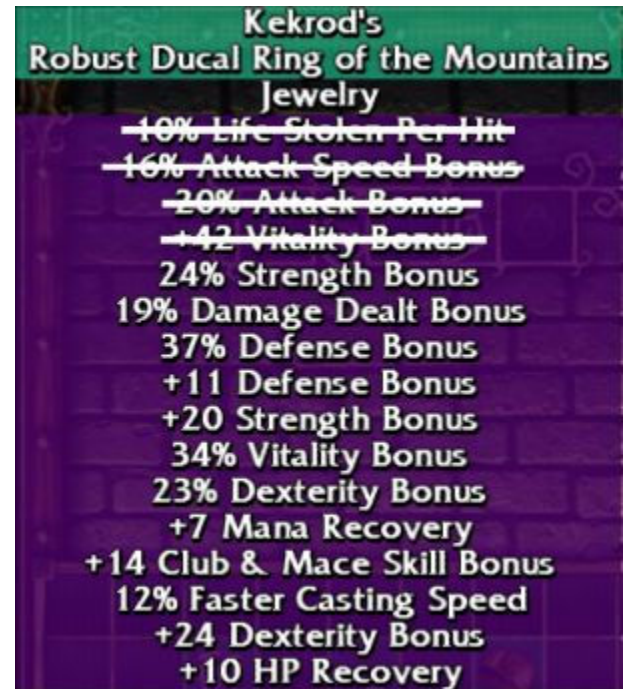 Kekrod's
Robust Ducal Ring of the Mountains
Jewelry
10% Life Stolen Per Hit
16% Attack Speed Bonus
20% Attack Bonus
+42 Vitality Bonus
24% Strength Bonus
19% Damage Dealt Bonus
37% Defense Bonus
+11 Defense Bonus
+20 Strength Bonus
34% Vitality Bonus
23% Dexterity Bonus
+7 Mana Recovery
+14 Club & Mace Skill Bonus
12% Faster Casting Speed
+24 Dexterity Bonus
+10 HP Recovery